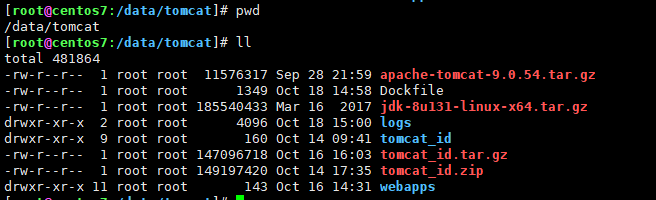 [root@centos7:/data/tomcat]# pwd
/data/tomcat
[root@centos7:/data/tomcat]# ll
total 481864
-rw-r--r-- 1 root root 11576317 Sep 28 21:59 apache-tomcat-9.0.54.tar.gz
-rw-r--r-- 1 root root 1349 Oct 18 14:58 Dockfile
-rw-r--r-- 1 root root 185540433 Mar 16 2017 jdk-8u131-linux-x64.tar.gz
drwxr-xr-x 2 root root 4096 Oct 18 15:00 logs
drwxr-xr-x 9 root root 160 Oct 14 09:41 tomcat_id
-rw-r--r-- 1 root root 147096718 Oct 16 16:03 tomcat_id.tar.gz
-rw-r--r-- 1 root root 149197420 Oct 14 17:35 tomcat_id.zip
drwxr-xr-x 11 root root 143 Oct 16 14:31 webapps
[root@centos7:/data/tomcat]#